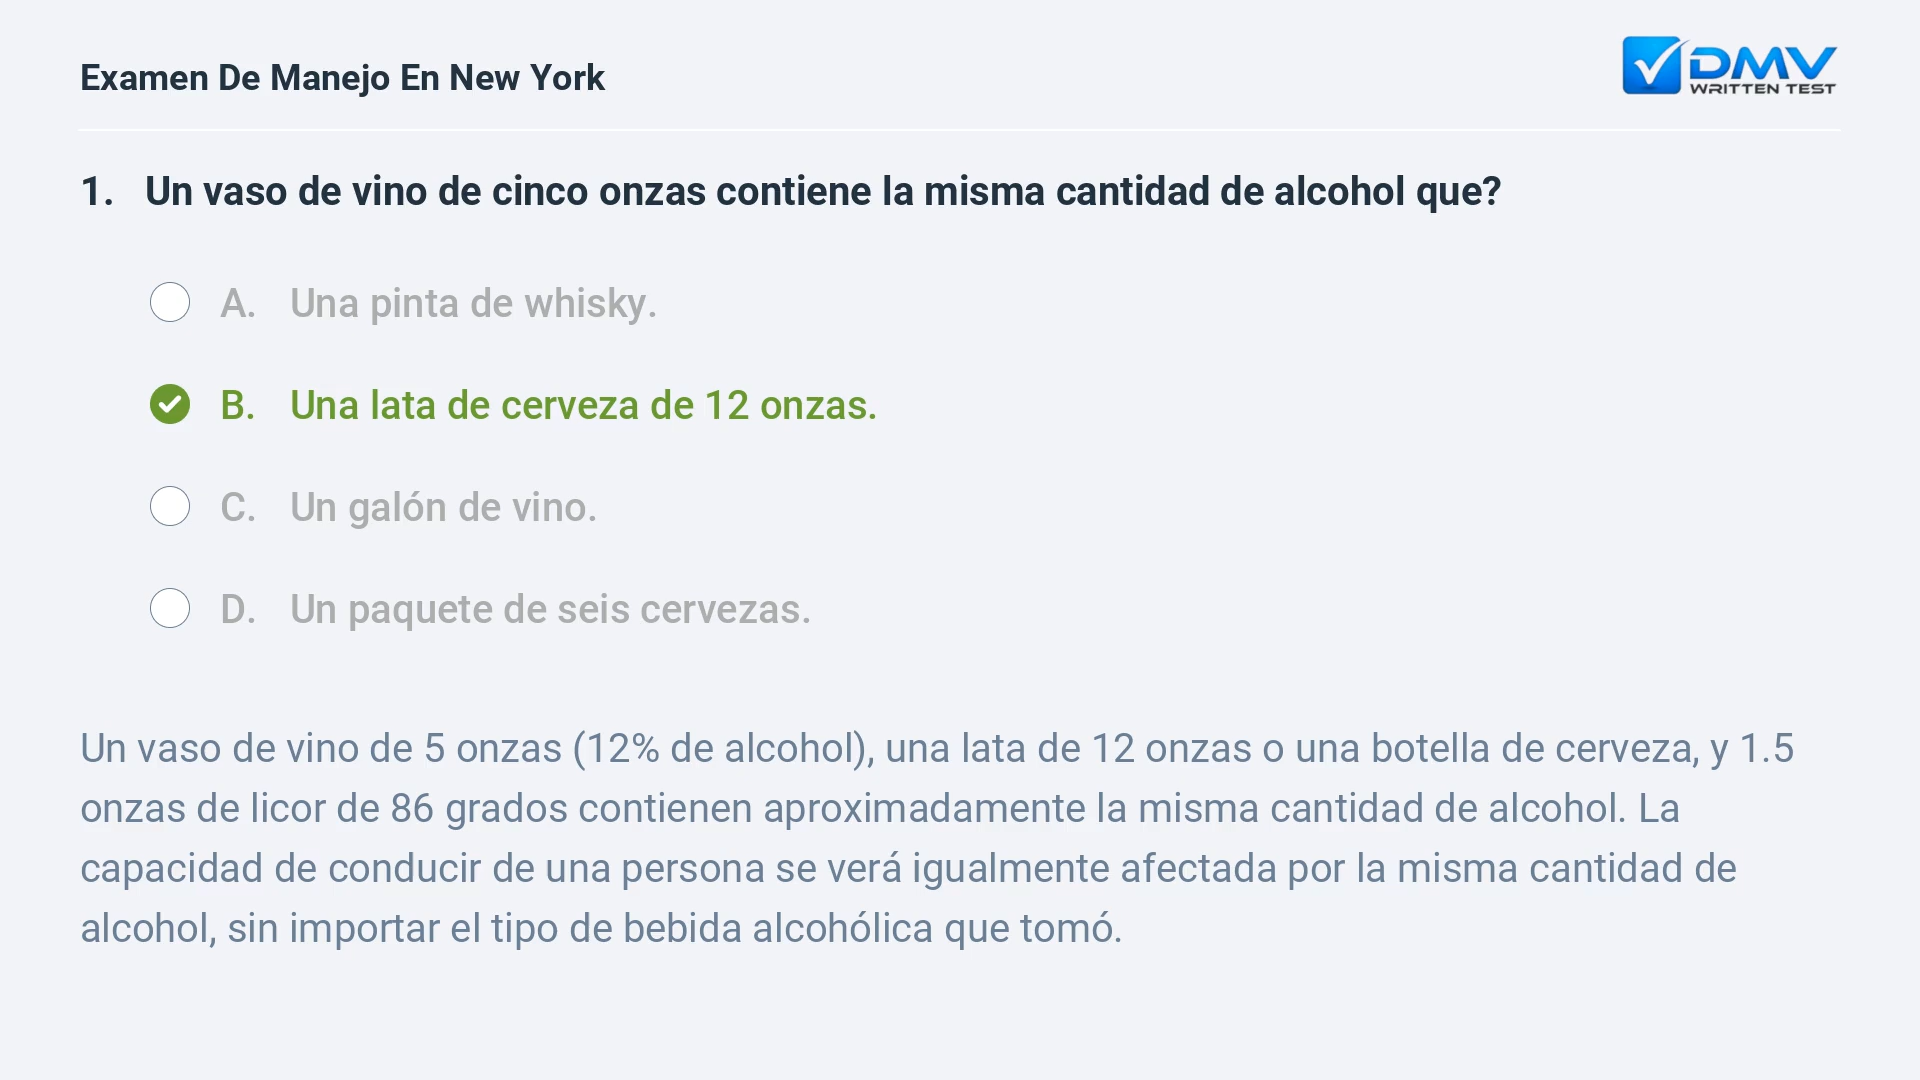 Examen De Manejo En New York
DMV
WRITTEN TEST
1. Un vaso de vino de cinco onzas contiene la misma cantidad de alcohol que?
A. Una pinta de whisky.
B. Una lata de cerveza de 12 onzas.
C. Un galón de vino.
D. Un paquete de seis cervezas.
Un vaso de vino de 5 onzas (12% de alcohol), una lata de 12 onzas o una botella de cerveza, y 1.5
onzas de licor de 86 grados contienen aproximadamente la misma cantidad de alcohol. La
capacidad de conducir de una persona se verá igualmente afectada por la misma cantidad de
alcohol, sin importar el tipo de bebida alcohólica que tomó.